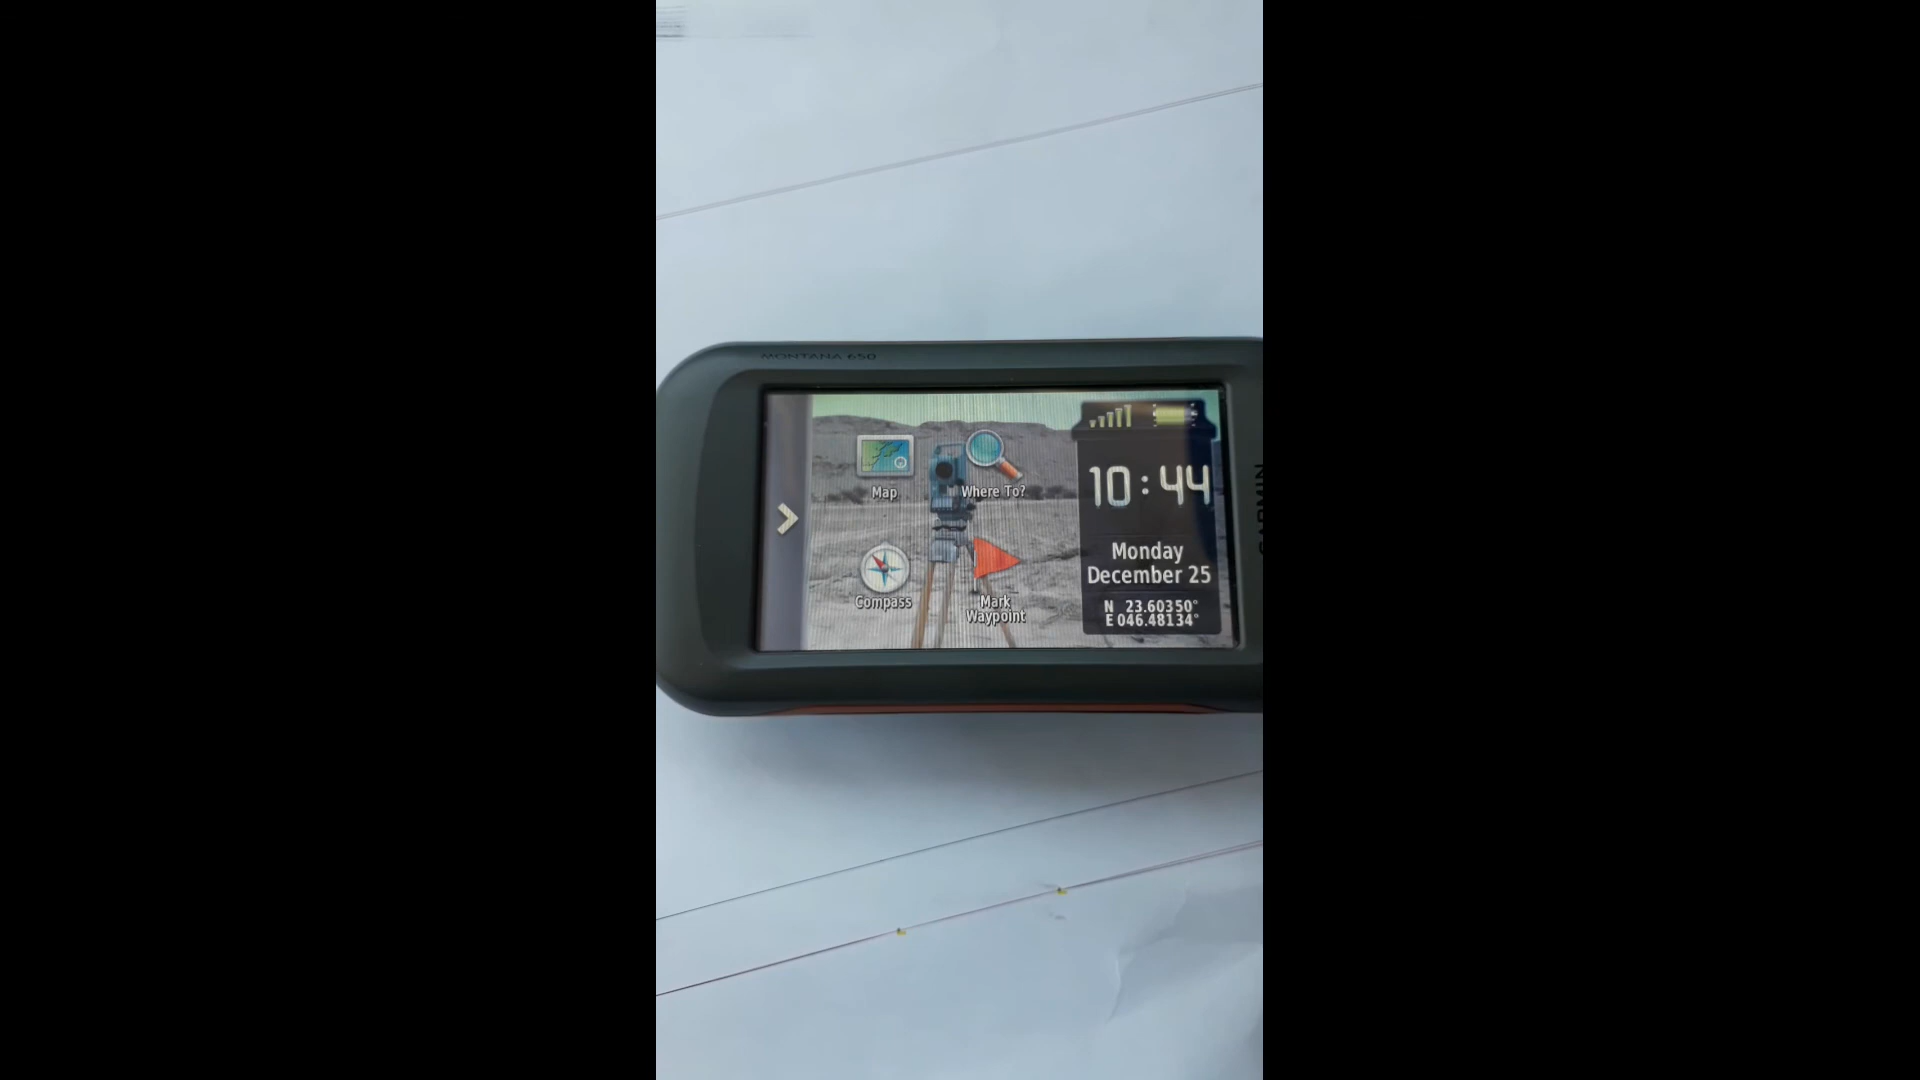 MONTANA 650
GARMIN
Map
Where To?
Compass
Mark
Waypoint
10:44
Monday
December 25
N 23.60350°
E 046.48134°